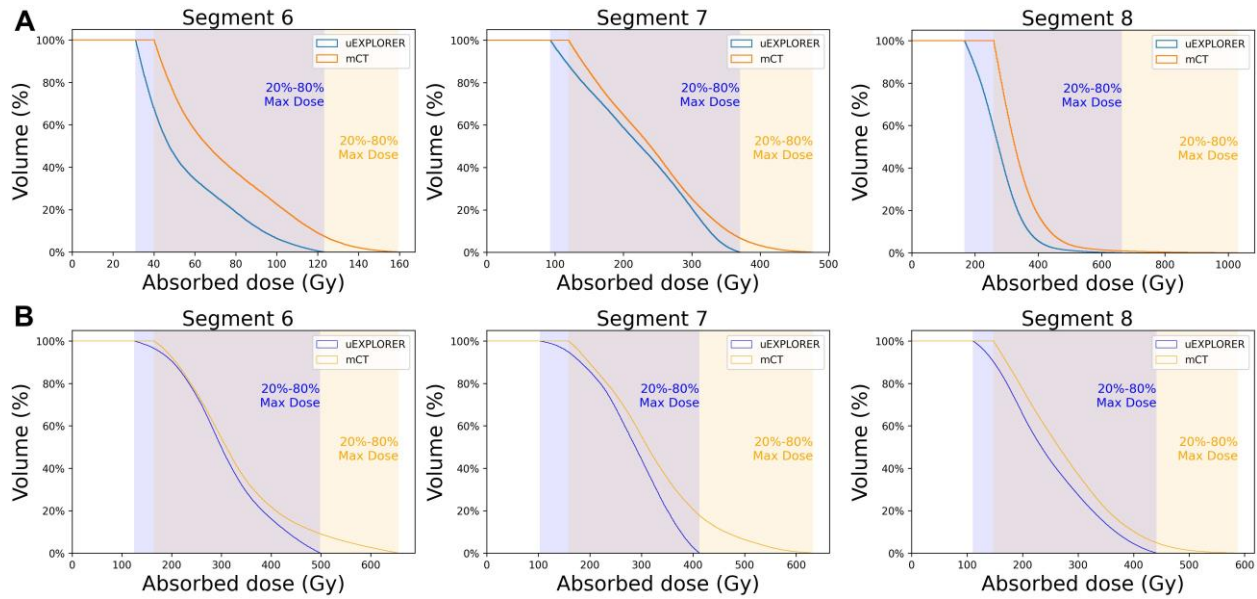 A
Segment 6
Volume (%)
100%
80%
60%
40%
20%
0%
uEXPLORER
mCT
20%-80%
Max Dose
20%-80%
Max Dose
0 20 40 60 80 100 120 140 160
Absorbed dose (Gy)
Segment 7
Volume (%)
100%
80%
60%
40%
20%
0%
uEXPLORER
mCT
20%-80%
Max Dose
20%-80%
Max Dose
0 100 200 300 400 500
Absorbed dose (Gy)
Segment 8
Volume (%)
100%
80%
60%
40%
20%
0%
uEXPLORER
mCT
20%-80%
Max Dose
20%-80%
Max Dose
0 200 400 600 800 1000
Absorbed dose (Gy)
B
Segment 6
Volume (%)
100%
80%
60%
40%
20%
0%
uEXPLORER
mCT
20%-80%
Max Dose
20%-80%
Max Dose
0 100 200 300 400 500 600
Absorbed dose (Gy)
Segment 7
Volume (%)
100%
80%
60%
40%
20%
0%
uEXPLORER
mCT
20%-80%
Max Dose
20%-80%
Max Dose
0 100 200 300 400 500 600
Absorbed dose (Gy)
Segment 8
Volume (%)
100%
80%
60%
40%
20%
0%
uEXPLORER
mCT
20%-80%
Max Dose
20%-80%
Max Dose
0 100 200 300 400 500 600
Absorbed dose (Gy)